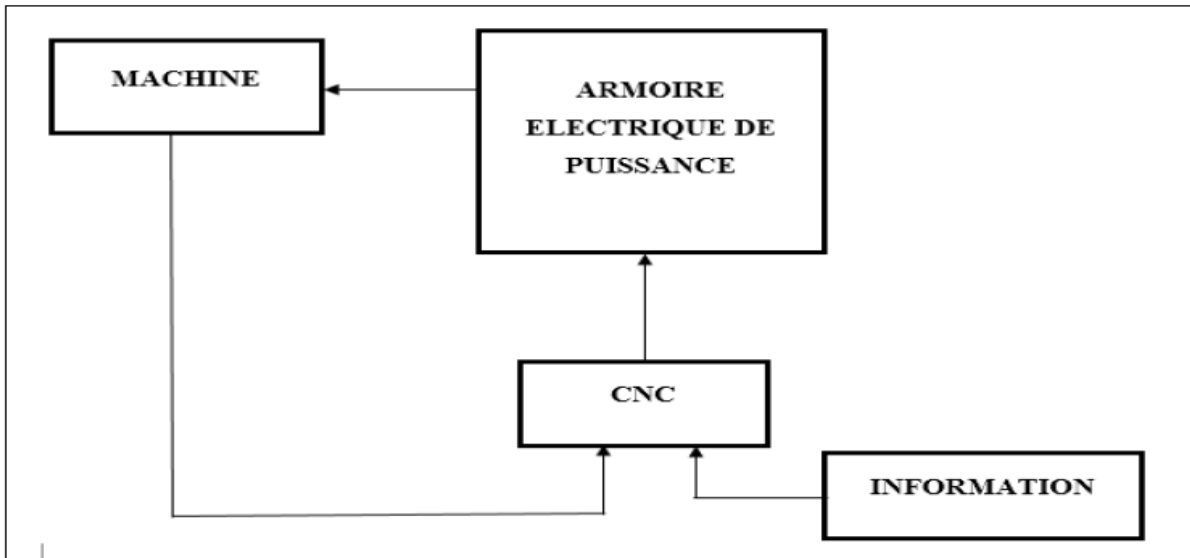 MACHINE
ARMOIRE
ELECTRIQUE DE
PUISSANCE
CNC
INFORMATION